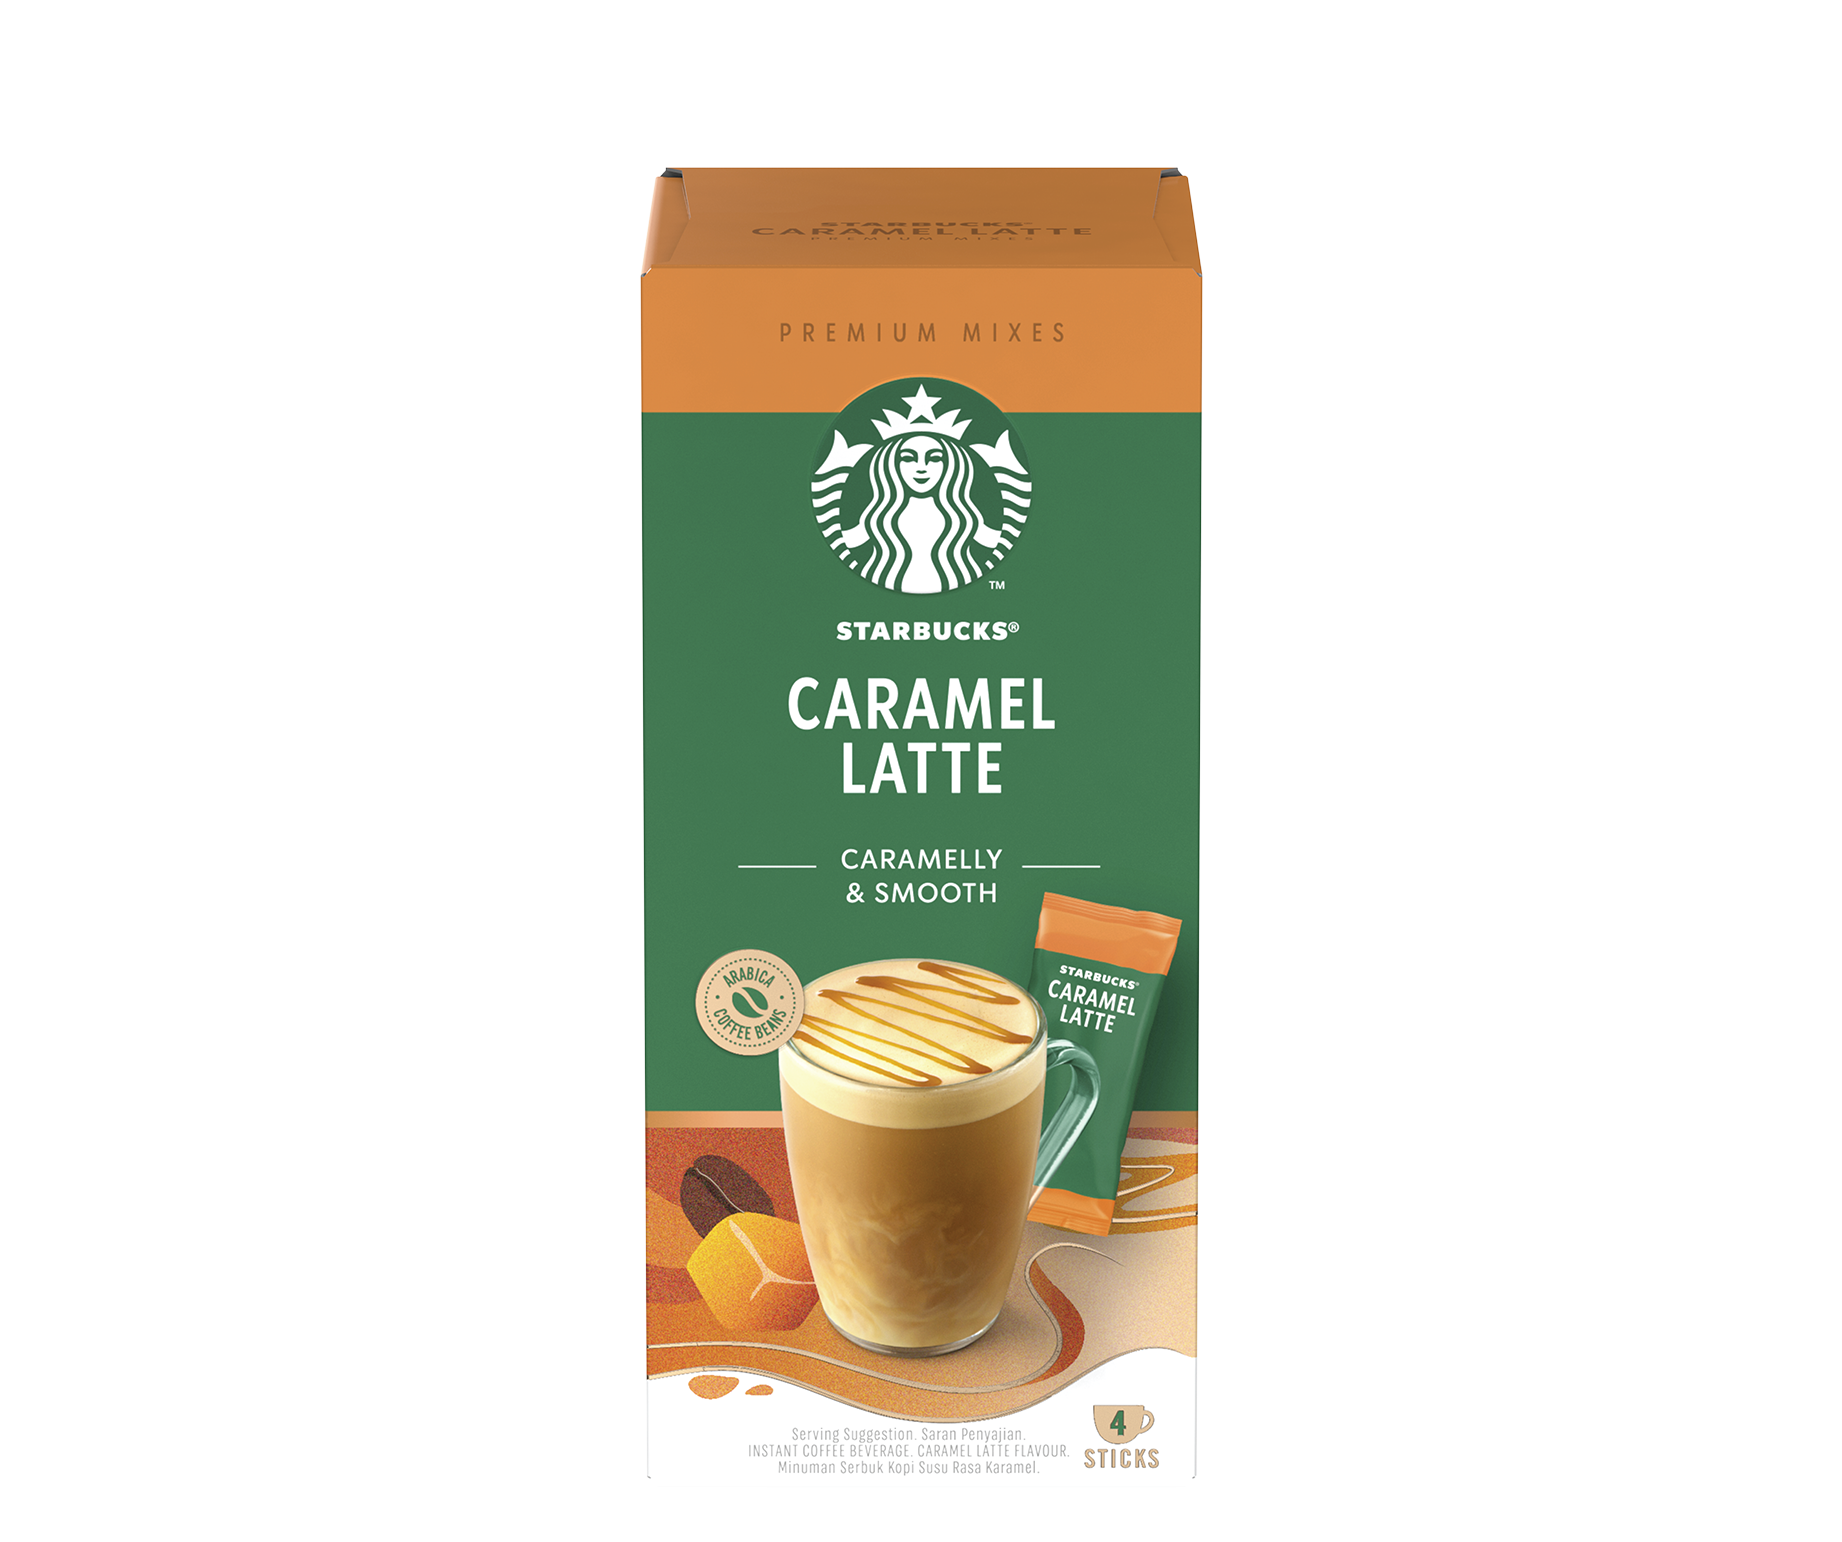 STARBUCKS
CARAMEL LATTE
PREMIUM MIXES
PREMIUM MIXES
TM
STARBUCKS®
CARAMEL
LATTE
CARAMELLY
& SMOOTH
STARBUCKS®
CARAMEL
LATTE
ARABICA
COFFEE BEANS
4
STICKS
Serving Suggestion. Saran Penyajian.
INSTANT COFFEE BEVERAGE. CARAMEL LATTE FLAVOUR.
Minuman Serbuk Kopi Susu Rasa Karamel.